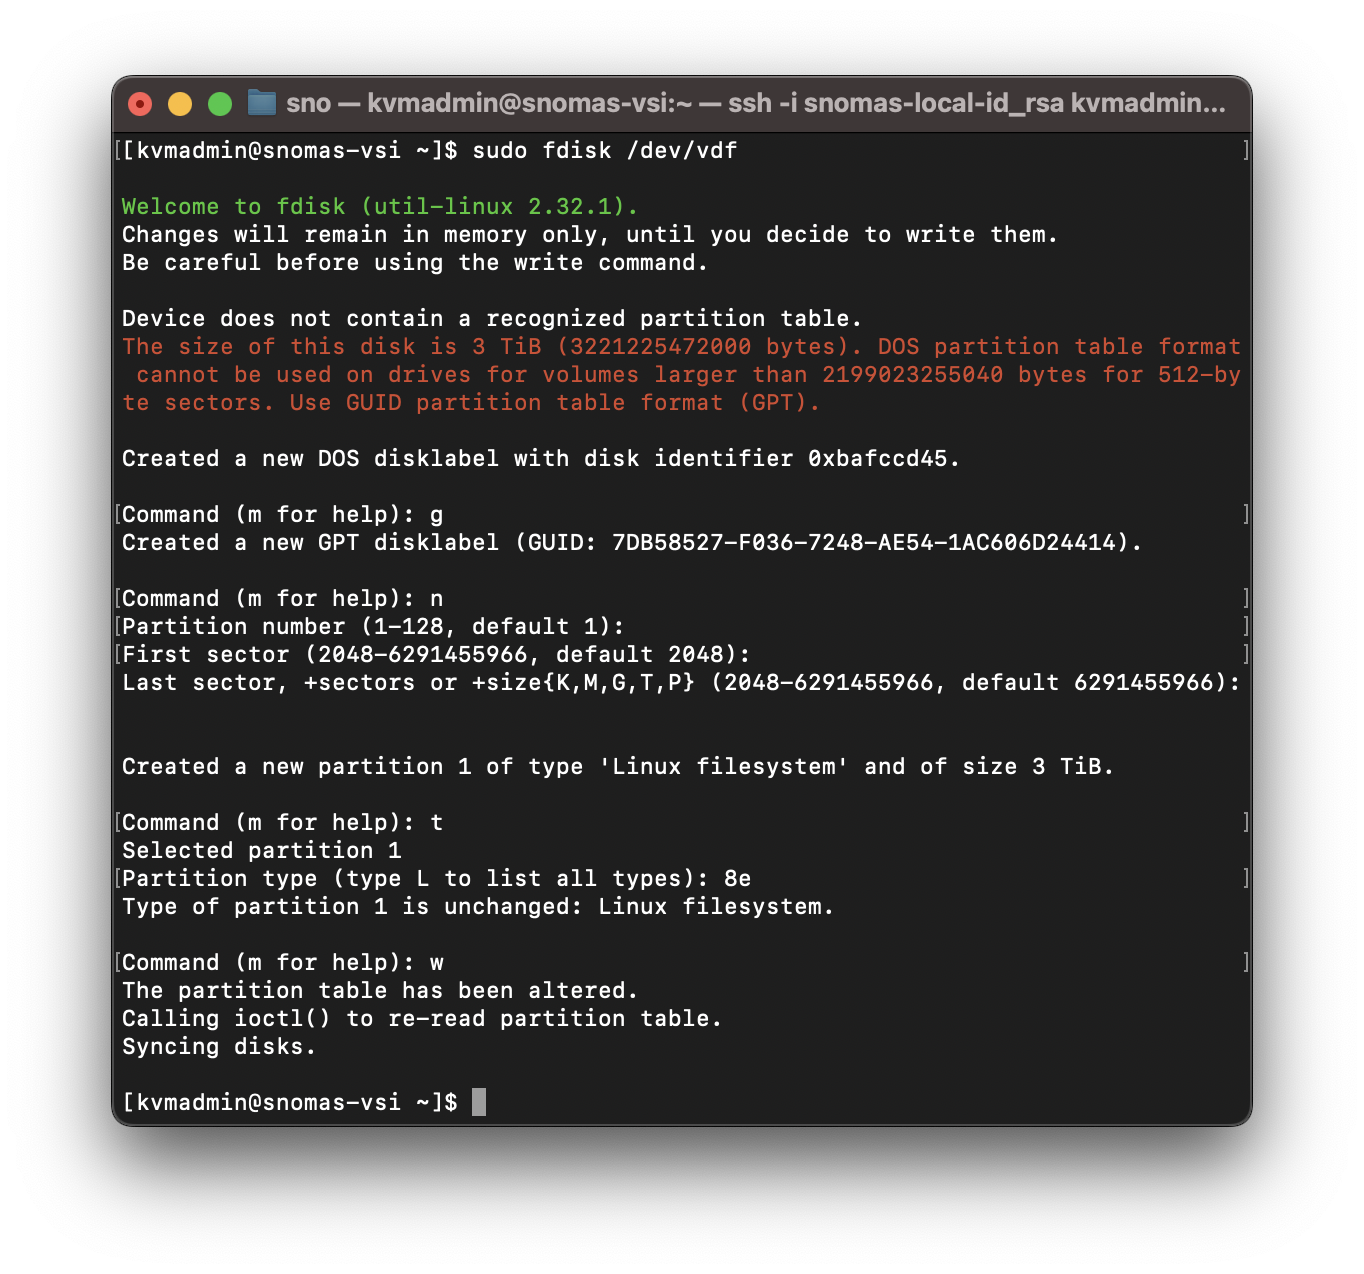 sno — kvmadmin@snomas-vsi:~ — ssh -i snomas-local-id_rsa kvmadmin...
[[kvmadmin@snomas-vsi ~]$ sudo fdisk /dev/vdf ]
Welcome to fdisk (util-linux 2.32.1).
Changes will remain in memory only, until you decide to write them.
Be careful before using the write command.
Device does not contain a recognized partition table.
The size of this disk is 3 TiB (3221225472000 bytes). DOS partition table format
cannot be used on drives for volumes larger than 2199023255040 bytes for 512-by
te sectors. Use GUID partition table format (GPT).
Created a new DOS disklabel with disk identifier 0xbafccd45.
[Command (m for help): g ]
Created a new GPT disklabel (GUID: 7DB58527-F036-7248-AE54-1AC606D24414).
[Command (m for help): n ]
[Partition number (1-128, default 1): ]
[First sector (2048-6291455966, default 2048): ]
Last sector, +sectors or +size{K,M,G,T,P} (2048-6291455966, default 6291455966):
Created a new partition 1 of type 'Linux filesystem' and of size 3 TiB.
[Command (m for help): t ]
Selected partition 1
[Partition type (type L to list all types): 8e ]
Type of partition 1 is unchanged: Linux filesystem.
[Command (m for help): w ]
The partition table has been altered.
Calling ioctl() to re-read partition table.
Syncing disks.
[kvmadmin@snomas-vsi ~]$